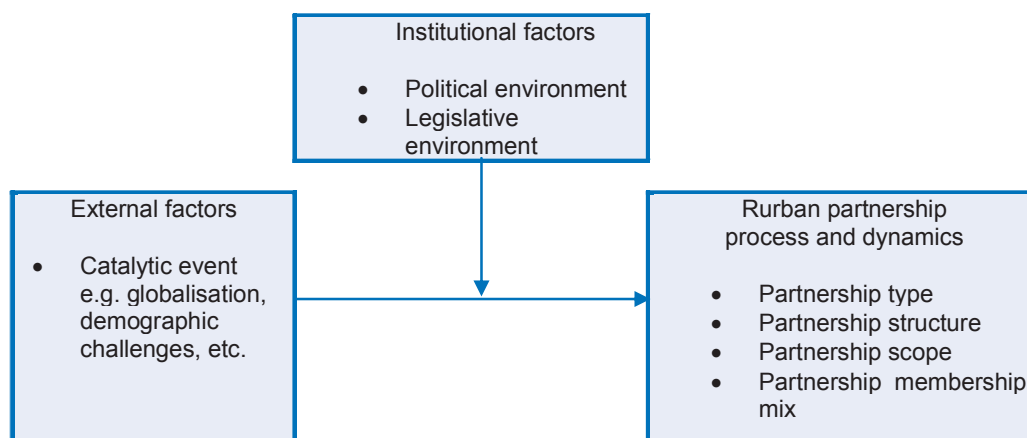 Institutional factors
• Political environment
• Legislative
environment
External factors
• Catalytic event
e.g. globalisation,
demographic
challenges, etc.
Rurban partnership
process and dynamics
• Partnership type
• Partnership structure
• Partnership scope
• Partnership membership
mix